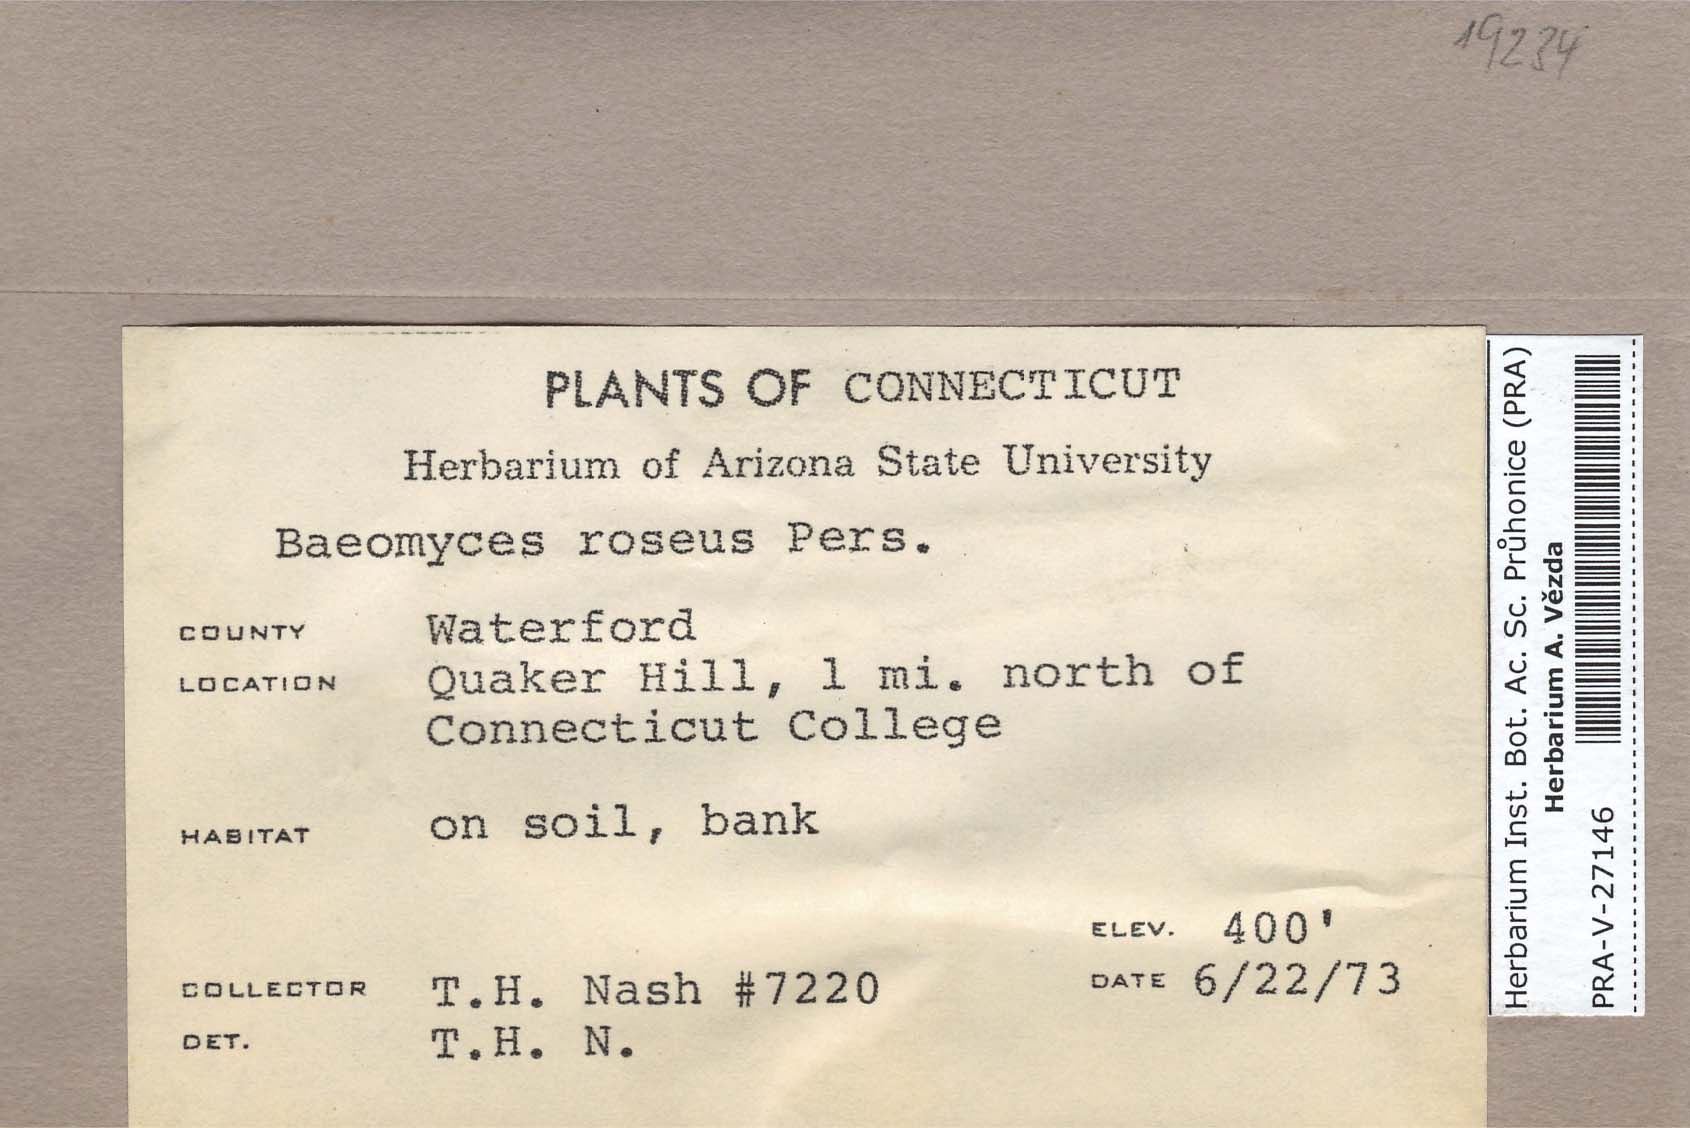 19234
PLANTS OF CONNECTICUT
Herbarium of Arizona State University
Baeomyces roseus Pers.
COUNTY Waterford
LOCATION Quaker Hill, 1 mi. north of
Connecticut College
HABITAT on soil, bank
ELEV. 400'
COLLECTOR T.H. Nash #7220 DATE 6/22/73
DET. T.H. N.
Herbarium Inst. Bot. Ac. Sc. Průhonice (PRA)
Herbarium A. Vězda
PRA-V-27146